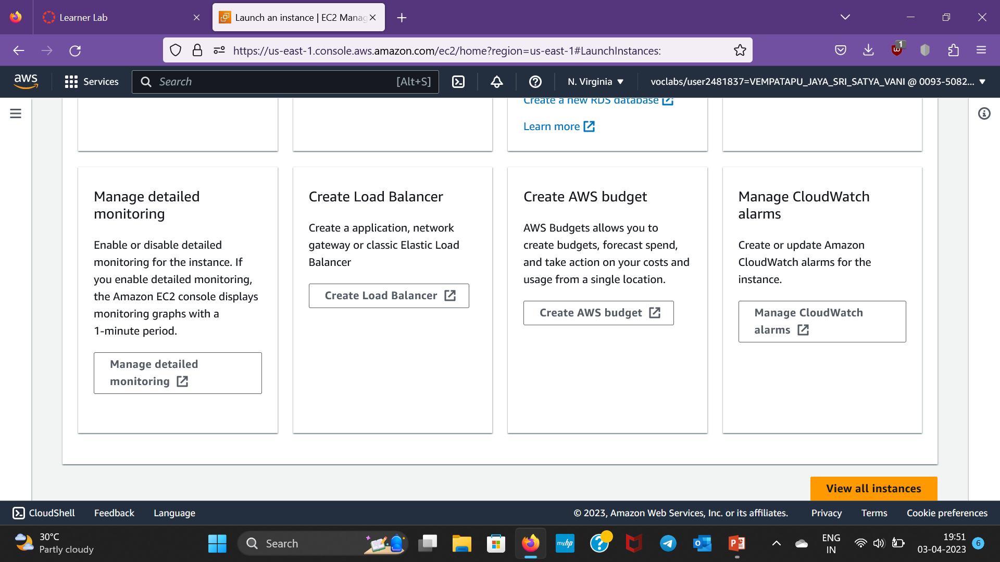 Learner Lab
Launch an instance | EC2 Manag
https://us-east-1.console.aws.amazon.com/ec2/home?region=us-east-1#LaunchInstances:
1
aws
Services
Search
[Alt+S]
N. Virginia
voclabs/user2481837=VEMPATAPU_JAYA_SRI_SATYA_VANI @ 0093-5082...
Create a new RDS database
Learn more
Manage detailed
monitoring
Enable or disable detailed
monitoring for the instance. If
you enable detailed monitoring,
the Amazon EC2 console displays
monitoring graphs with a
1-minute period.
Manage detailed
monitoring
Create Load Balancer
Create a application, network
gateway or classic Elastic Load
Balancer
Create Load Balancer
Create AWS budget
AWS Budgets allows you to
create budgets, forecast spend,
and take action on your costs and
usage from a single location.
Create AWS budget
Manage CloudWatch
alarms
Create or update Amazon
CloudWatch alarms for the
instance.
Manage CloudWatch
alarms
View all instances
CloudShell
Feedback
Language
© 2023, Amazon Web Services, Inc. or its affiliates.
Privacy
Terms
Cookie preferences
30°C
Partly cloudy
Search
myhp
ENG
IN
19:51
03-04-2023
6